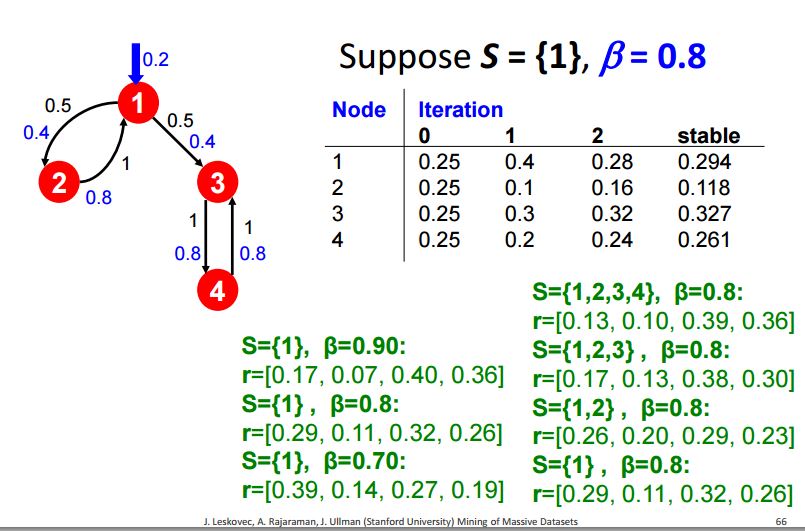 Suppose S = {1}, β = 0.8
0.2
1
0.5
0.4
0.5
0.4
1
0.8
2
3
1
0.8
1
0.8
4
Node Iteration
0 1 2 stable
1 0.25 0.4 0.28 0.294
2 0.25 0.1 0.16 0.118
3 0.25 0.3 0.32 0.327
4 0.25 0.2 0.24 0.261
S={1}, β=0.90:
r=[0.17, 0.07, 0.40, 0.36]
S={1} , β=0.8:
r=[0.29, 0.11, 0.32, 0.26]
S={1}, β=0.70:
r=[0.39, 0.14, 0.27, 0.19]
S={1,2,3,4}, β=0.8:
r=[0.13, 0.10, 0.39, 0.36]
S={1,2,3} , β=0.8:
r=[0.17, 0.13, 0.38, 0.30]
S={1,2} , β=0.8:
r=[0.26, 0.20, 0.29, 0.23]
S={1} , β=0.8:
r=[0.29, 0.11, 0.32, 0.26]
J. Leskovec, A. Rajaraman, J. Ullman (Stanford University) Mining of Massive Datasets
66